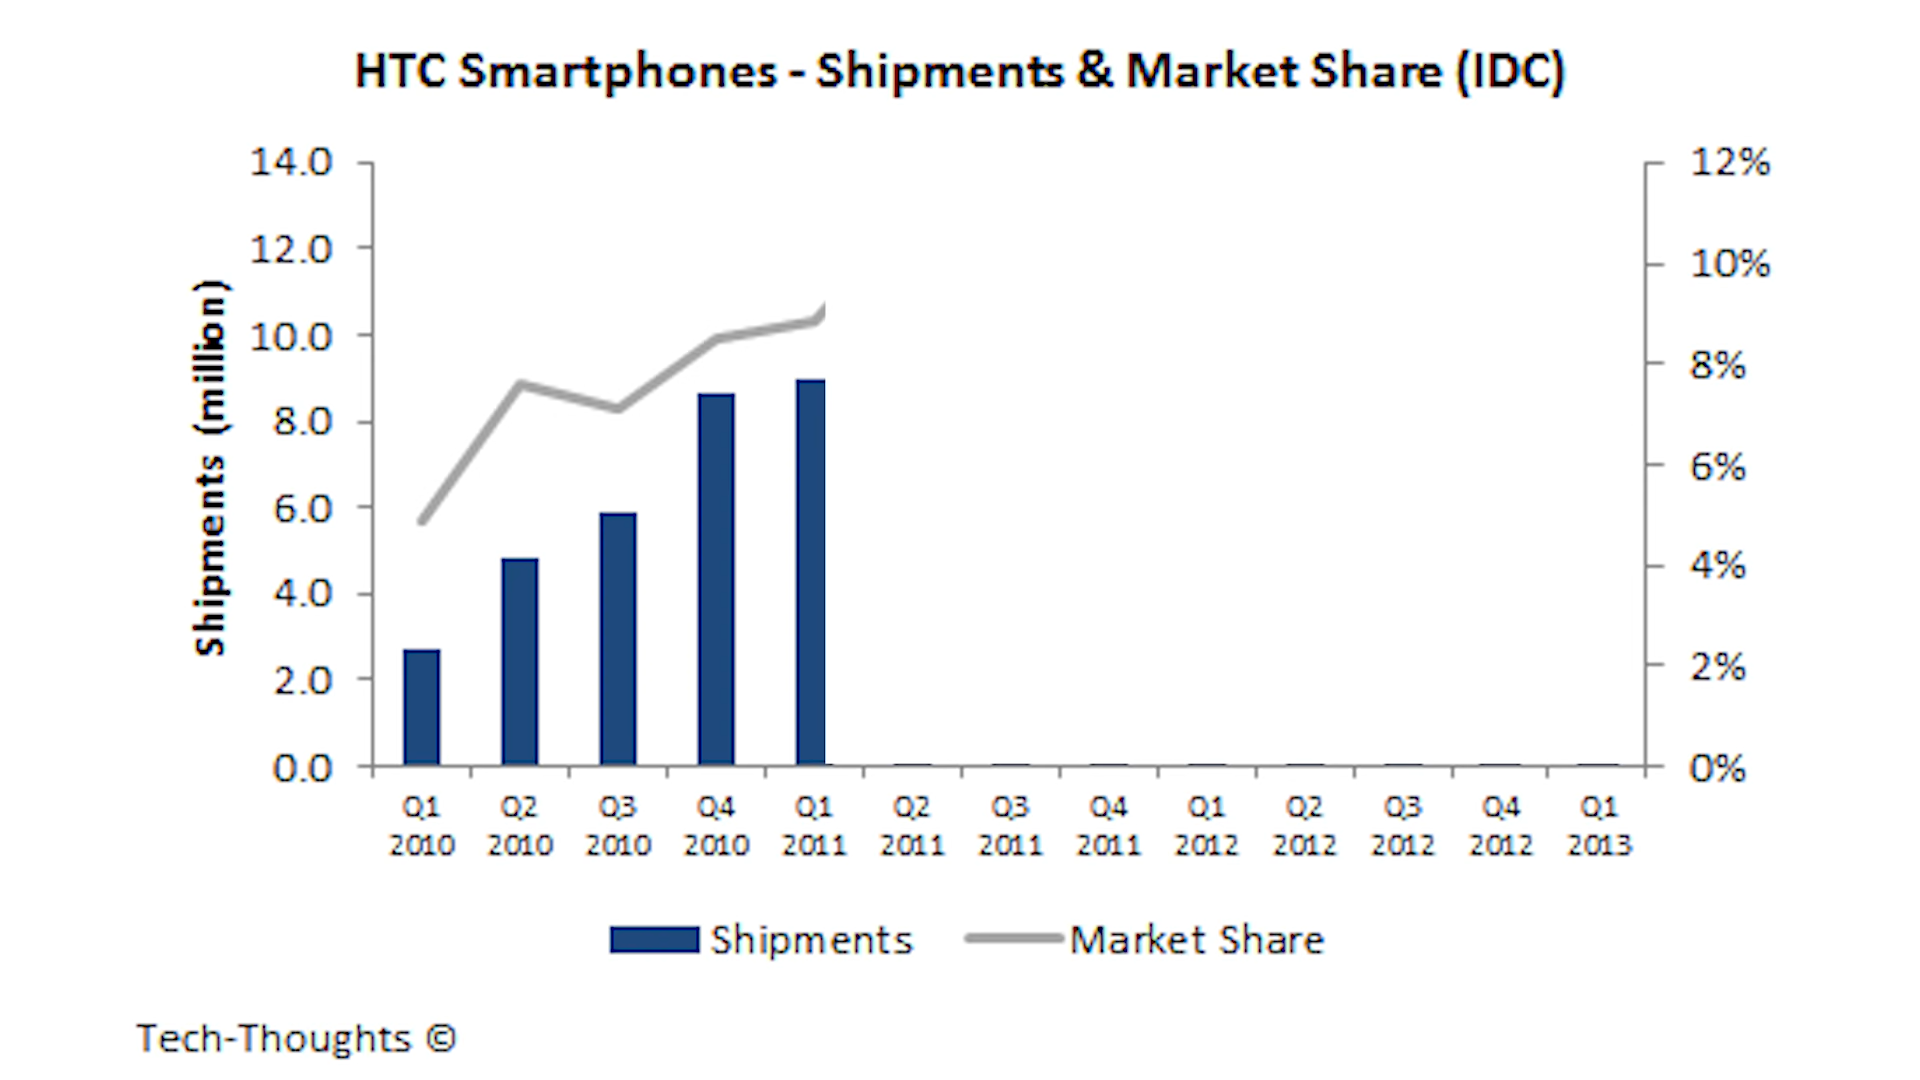 HTC Smartphones - Shipments & Market Share (IDC)
Shipments (million)
14.0
12.0
10.0
8.0
6.0
4.0
2.0
0.0
12%
10%
8%
6%
4%
2%
0%
Q1 Q2 Q3 Q4 Q1 Q2 Q3 Q4 Q1 Q2 Q3 Q4 Q1
2010 2010 2010 2010 2011 2011 2011 2011 2012 2012 2012 2012 2013
Shipments Market Share
Tech-Thoughts ©